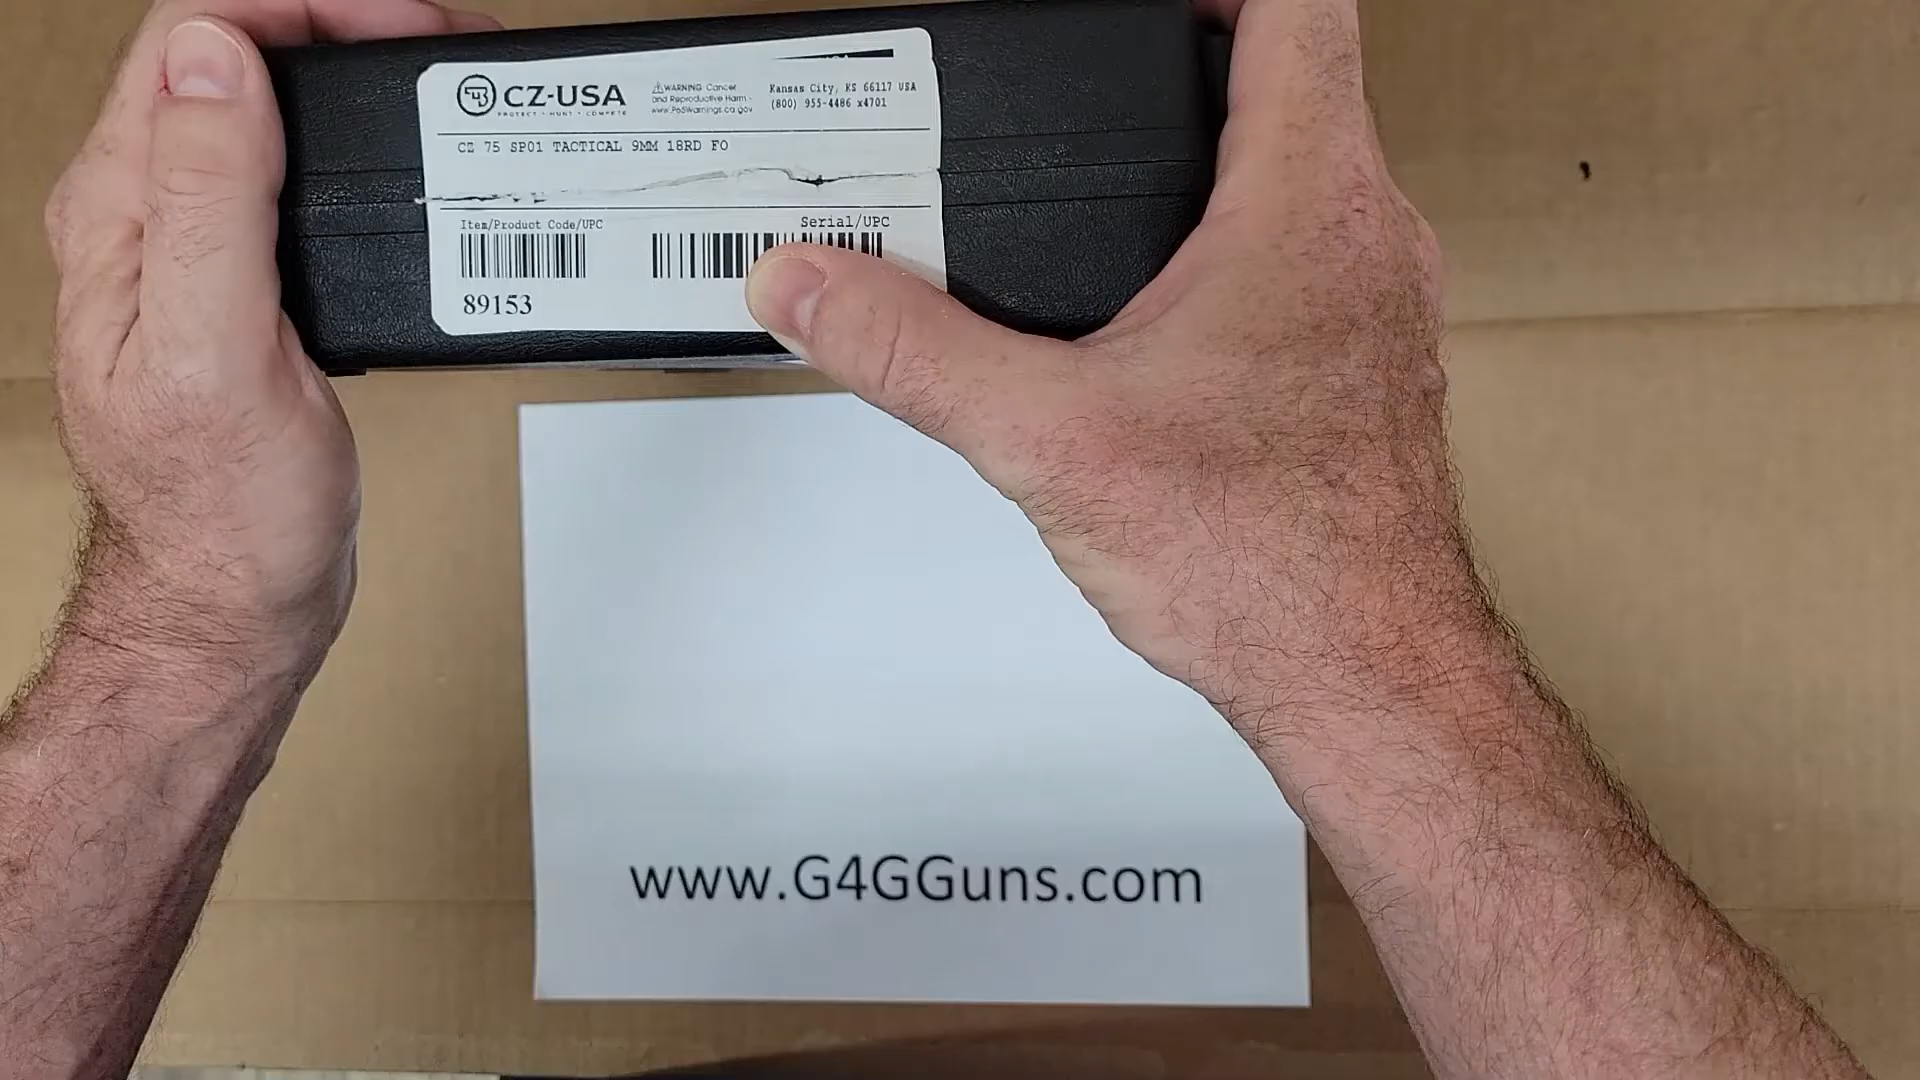 CZ-USA
PROTECT • HUNT • COMPETE
WARNING: Cancer
and Reproductive Harm -
www.P65Warnings.ca.gov
Kansas City, KS 66117 USA
(800) 955-4486 x4701
CZ 75 SP01 TACTICAL 9MM 18RD FO
Item/Product Code/UPC
Serial/UPC
89153
www.G4GGuns.com